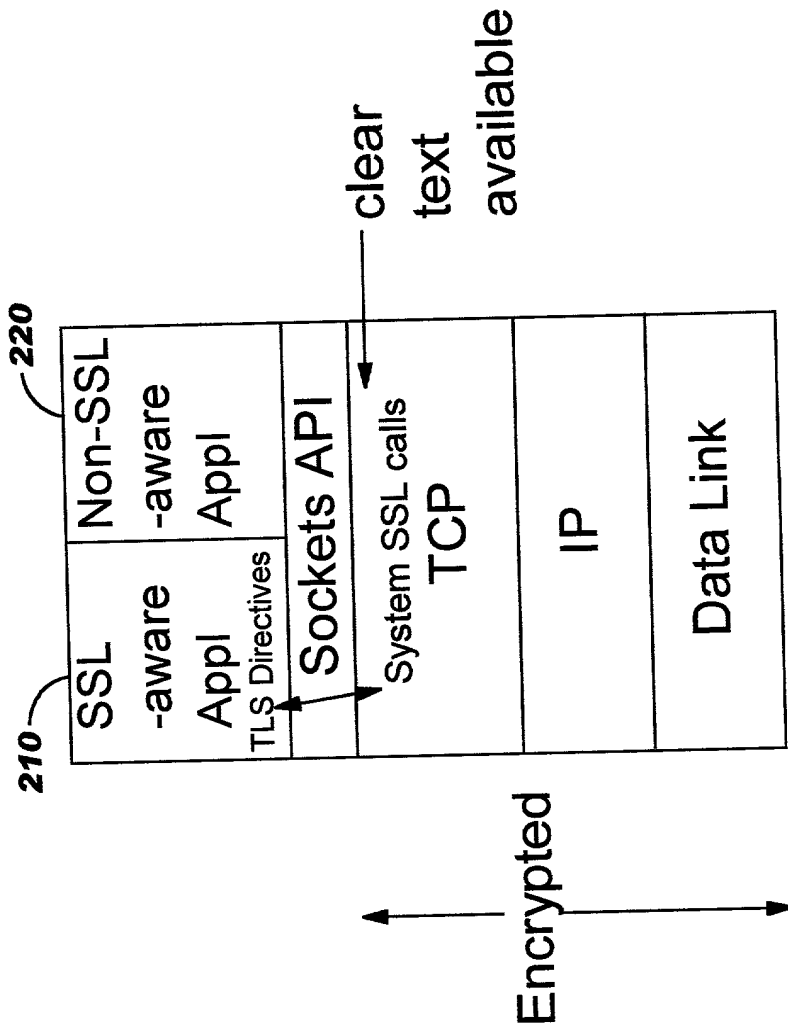 210
220
SSL
-aware
Appl
TLS Directives
Non-SSL
-aware
Appl
Sockets API
System SSL calls
TCP
IP
Data Link
clear
text
available
Encrypted